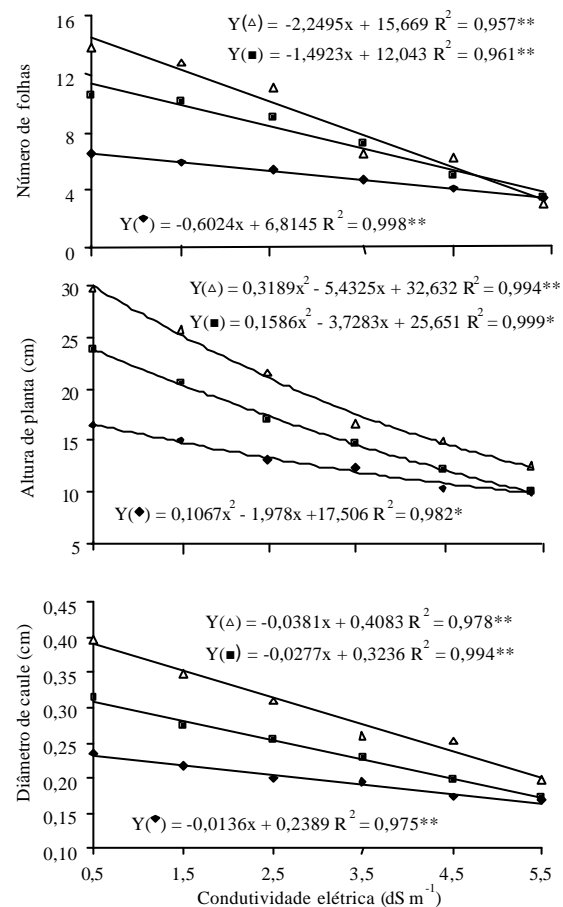 Número de folhas
16
12
8
4
0
Y(△) = -2,2495x + 15,669 R² = 0,957**
Y(■) = -1,4923x + 12,043 R² = 0,961**
Y(◆) = -0,6024x + 6,8145 R² = 0,998**
Altura de planta (cm)
30
25
20
15
10
5
Y(△) = 0,3189x² - 5,4325x + 32,632 R² = 0,994**
Y(■) = 0,1586x² - 3,7283x + 25,651 R² = 0,999*
Y(◆) = 0,1067x² - 1,978x +17,506 R² = 0,982*
Diâmetro de caule (cm)
0,45
0,40
0,35
0,30
0,25
0,20
0,15
0,10
Y(△) = -0,0381x + 0,4083 R² = 0,978**
Y(■) = -0,0277x + 0,3236 R² = 0,994**
Y(◆) = -0,0136x + 0,2389 R² = 0,975**
0,5 1,5 2,5 3,5 4,5 5,5
Condutividade elétrica (dS m⁻¹)